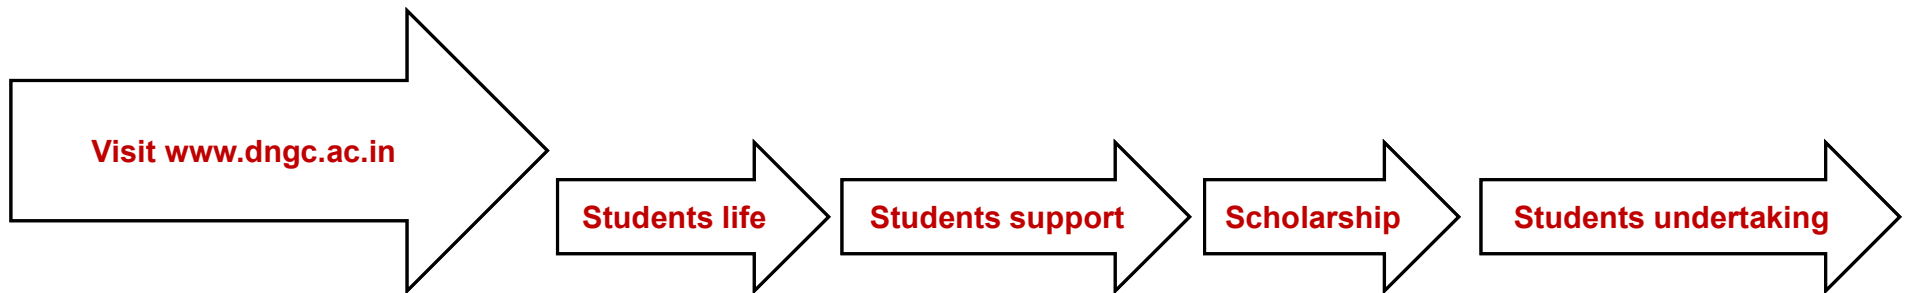 Visit www.dngc.ac.in
Students life
Students support
Scholarship
Students undertaking